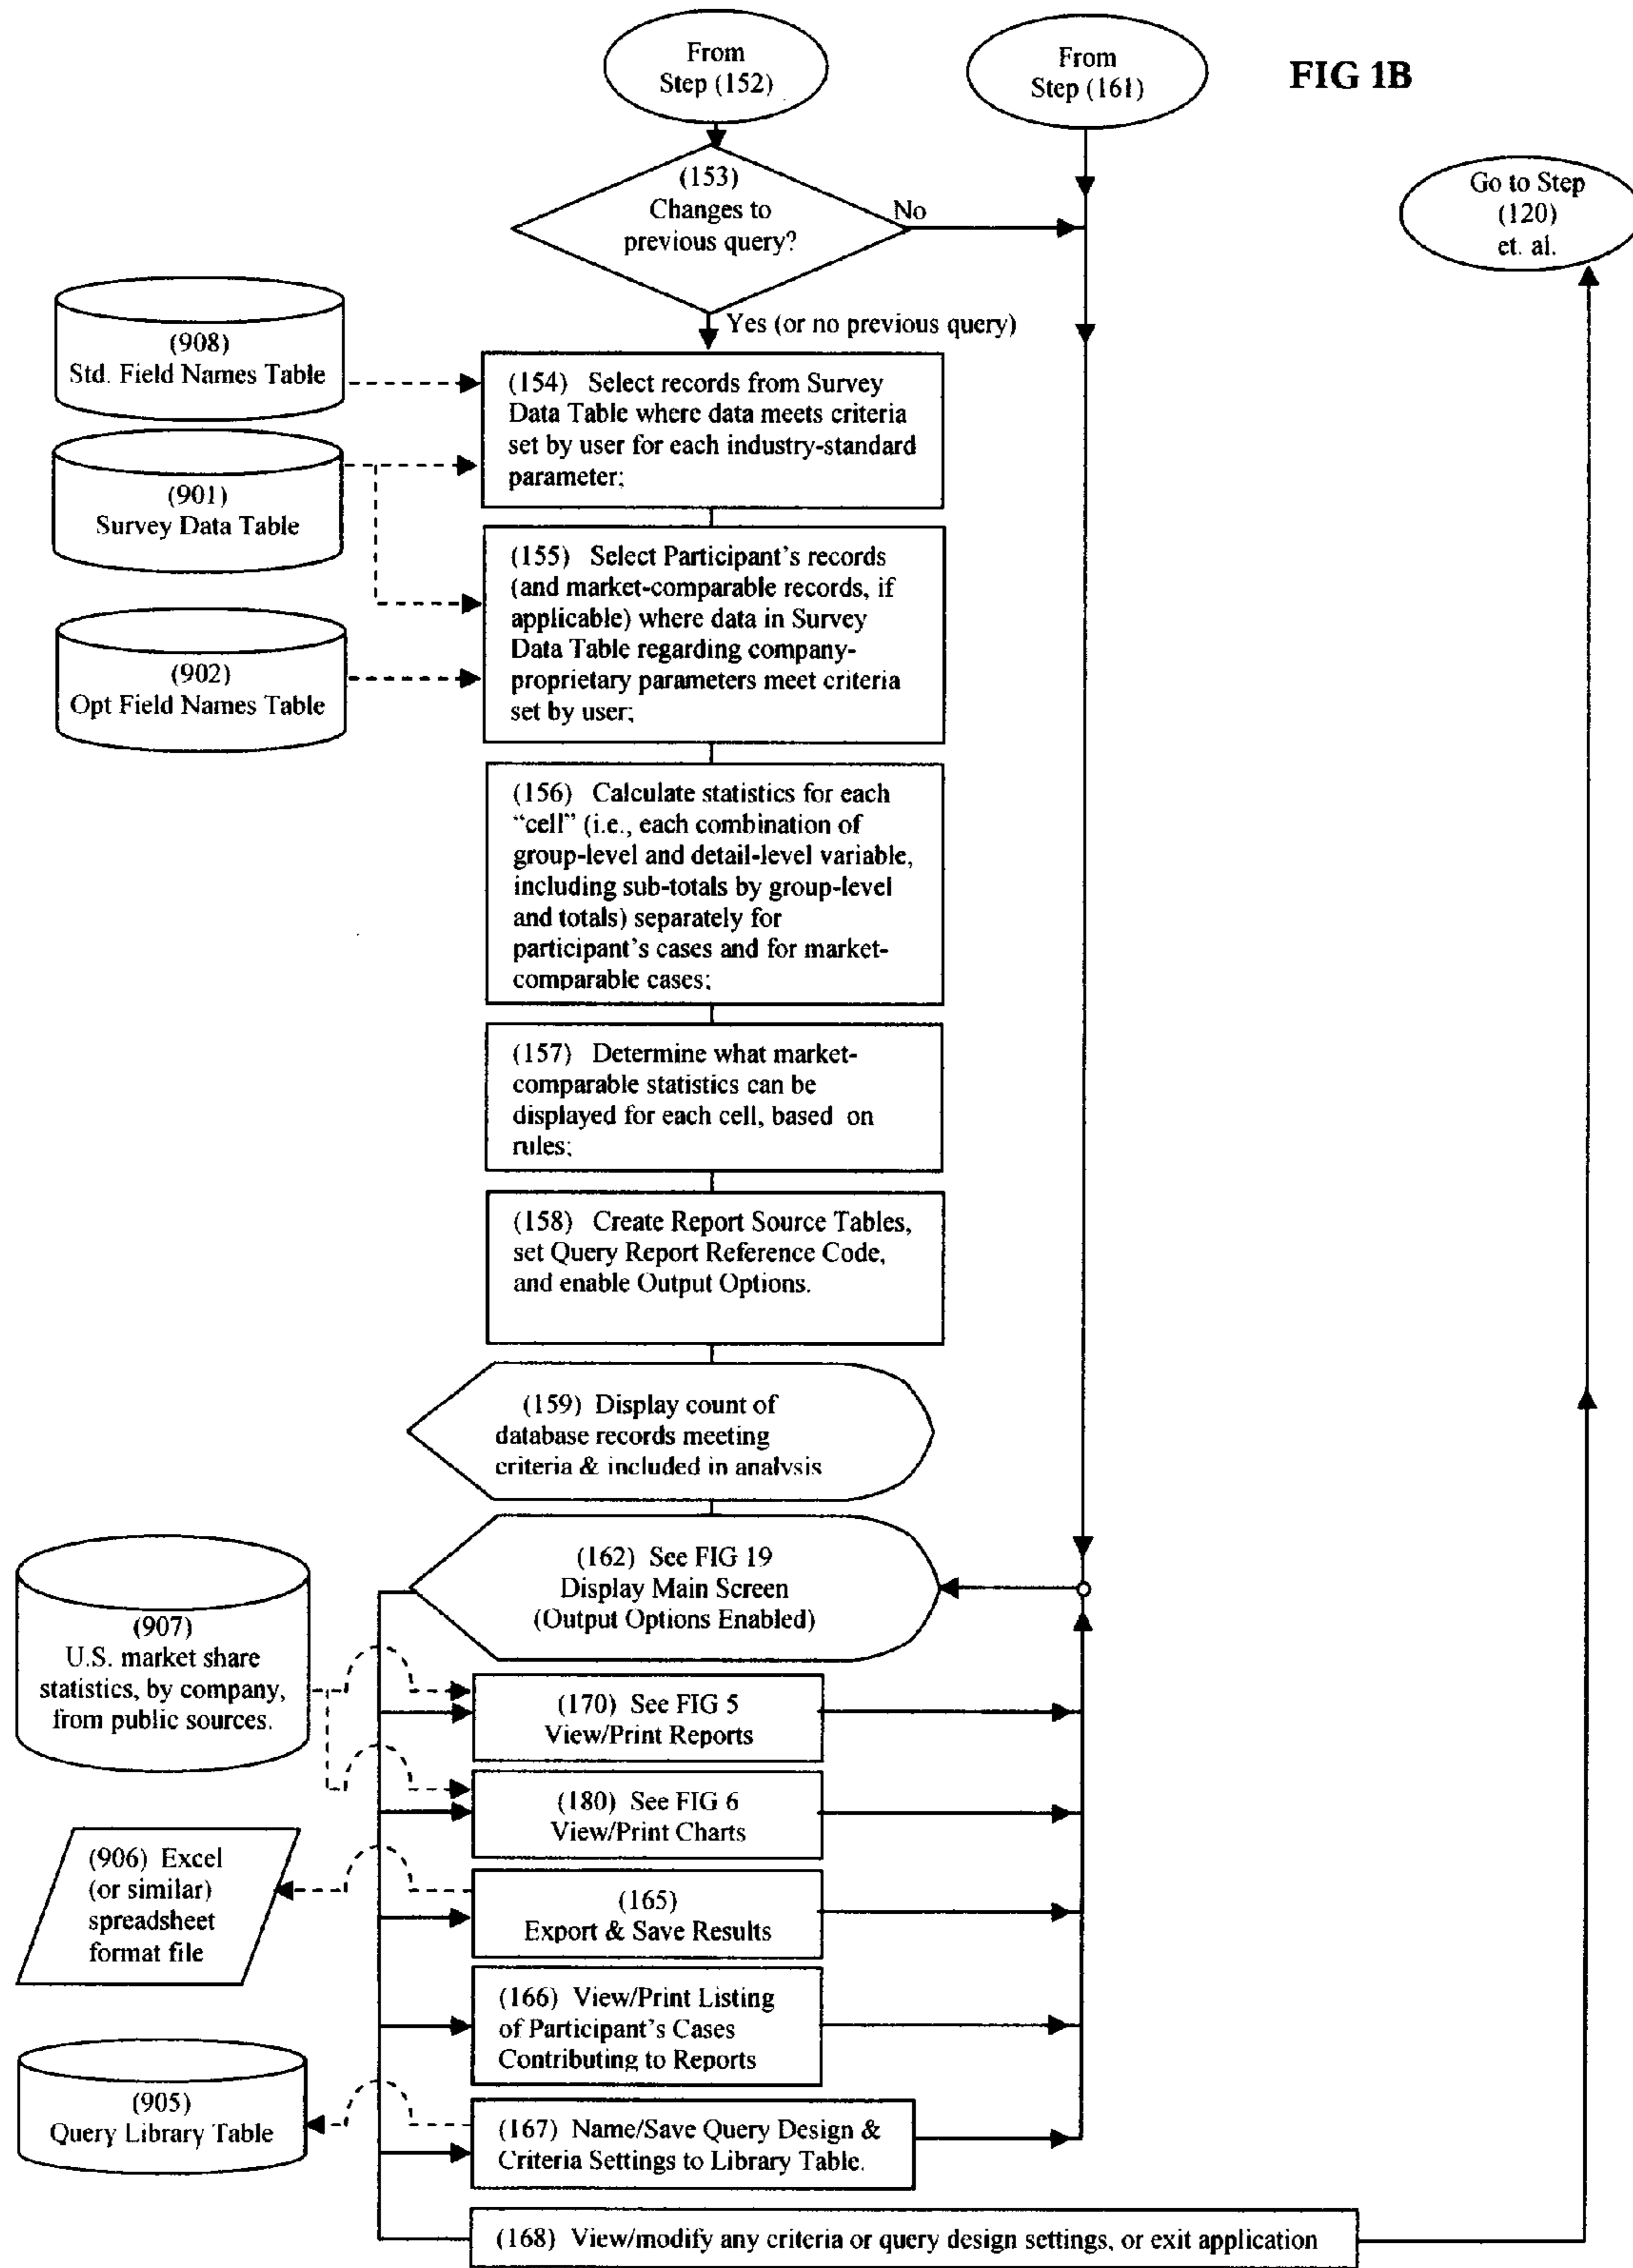 From
Step (152)
From
Step (161)
FIG 1B
Go to Step
(120)
et. al.
(153)
Changes to
previous query?
No
Yes (or no previous query)
(908)
Std. Field Names Table
(901)
Survey Data Table
(902)
Opt Field Names Table
(154) Select records from Survey
Data Table where data meets criteria
set by user for each industry-standard
parameter;
(155) Select Participant's records
(and market-comparable records, if
applicable) where data in Survey
Data Table regarding company-
proprietary parameters meet criteria
set by user;
(156) Calculate statistics for each
"cell" (i.e., each combination of
group-level and detail-level variable,
including sub-totals by group-level
and totals) separately for
participant's cases and for market-
comparable cases;
(157) Determine what market-
comparable statistics can be
displayed for each cell, based on
rules;
(158) Create Report Source Tables,
set Query Report Reference Code,
and enable Output Options.
(159) Display count of
database records meeting
criteria & included in analysis
(162) See FIG 19
Display Main Screen
(Output Options Enabled)
(907)
U.S. market share
statistics, by company,
from public sources.
(170) See FIG 5
View/Print Reports
(180) See FIG 6
View/Print Charts
(906) Excel
(or similar)
spreadsheet
format file
(165)
Export & Save Results
(166) View/Print Listing
of Participant's Cases
Contributing to Reports
(905)
Query Library Table
(167) Name/Save Query Design &
Criteria Settings to Library Table.
(168) View/modify any criteria or query design settings, or exit application